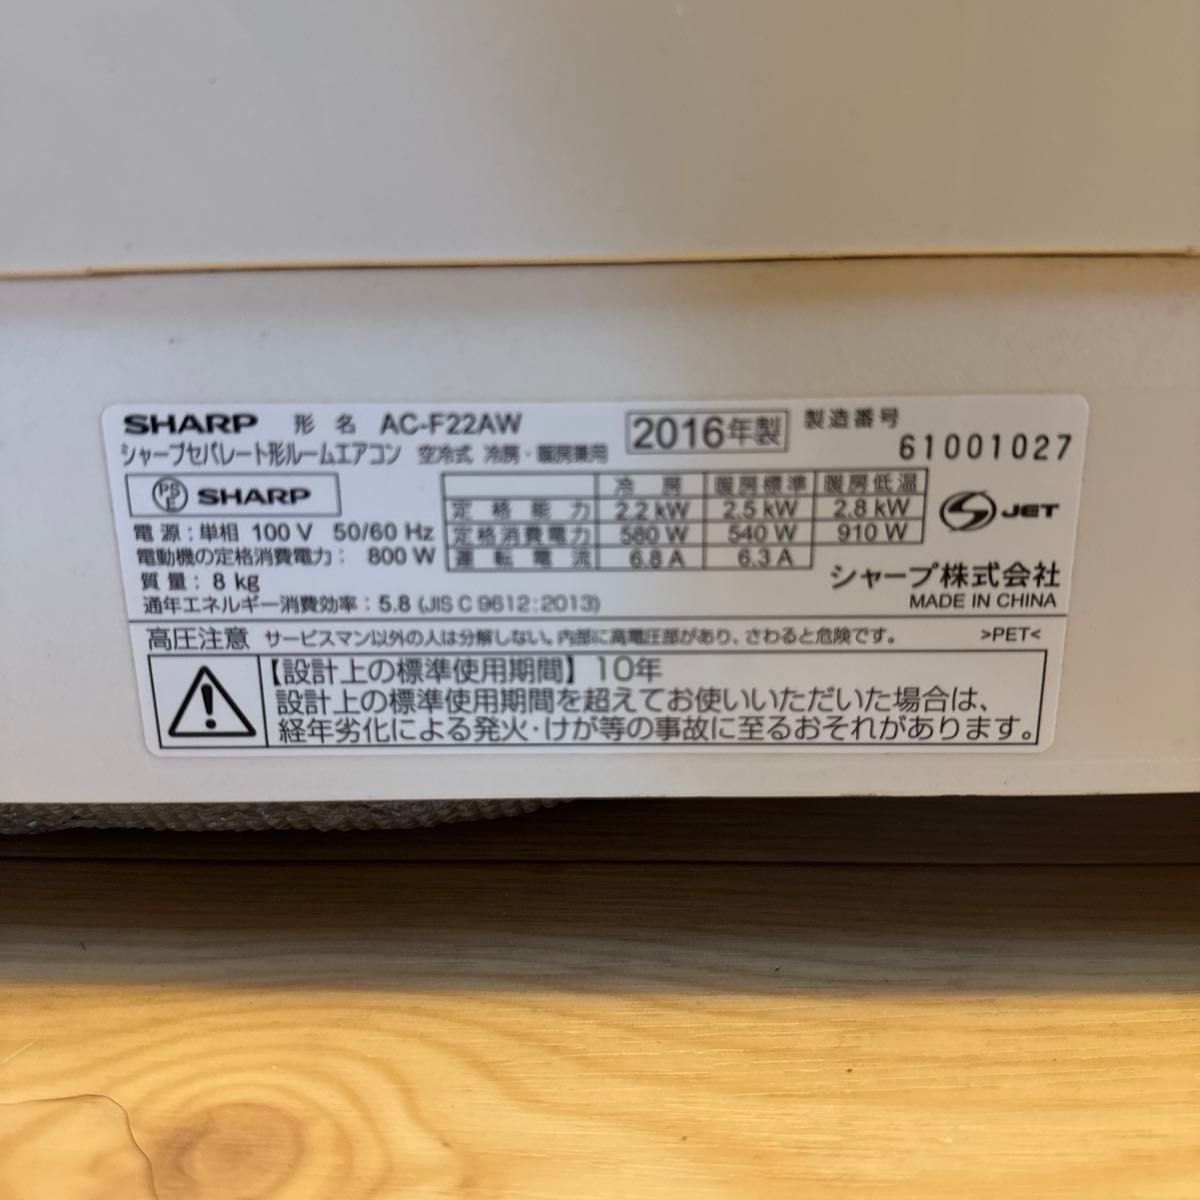 SHARP 形名 AC-F22AW 2016年製 製造番号 61001027
シャープセパレート形ルームエアコン 空冷式 冷房・暖房兼用
PSE SHARP
電源:単相 100 V 50/60 Hz
電動機の定格消費電力: 800 W
質量: 8 kg
通年エネルギー消費効率: 5.8 (JIS C 9612:2013)
冷房 暖房標準 暖房低温
定格能力 2.2 kW 2.5 kW 2.8 kW
定格消費電力 580 W 540 W 910 W
運転電流 6.8 A 6.3 A
S JET
シャープ株式会社
MADE IN CHINA
高圧注意 サービスマン以外の人は分解しない。内部に高電圧部があり、さわると危険です。 >PET<
【設計上の標準使用期間】10年
設計上の標準使用期間を超えてお使いいただいた場合は、
経年劣化による発火・けが等の事故に至るおそれがあります。